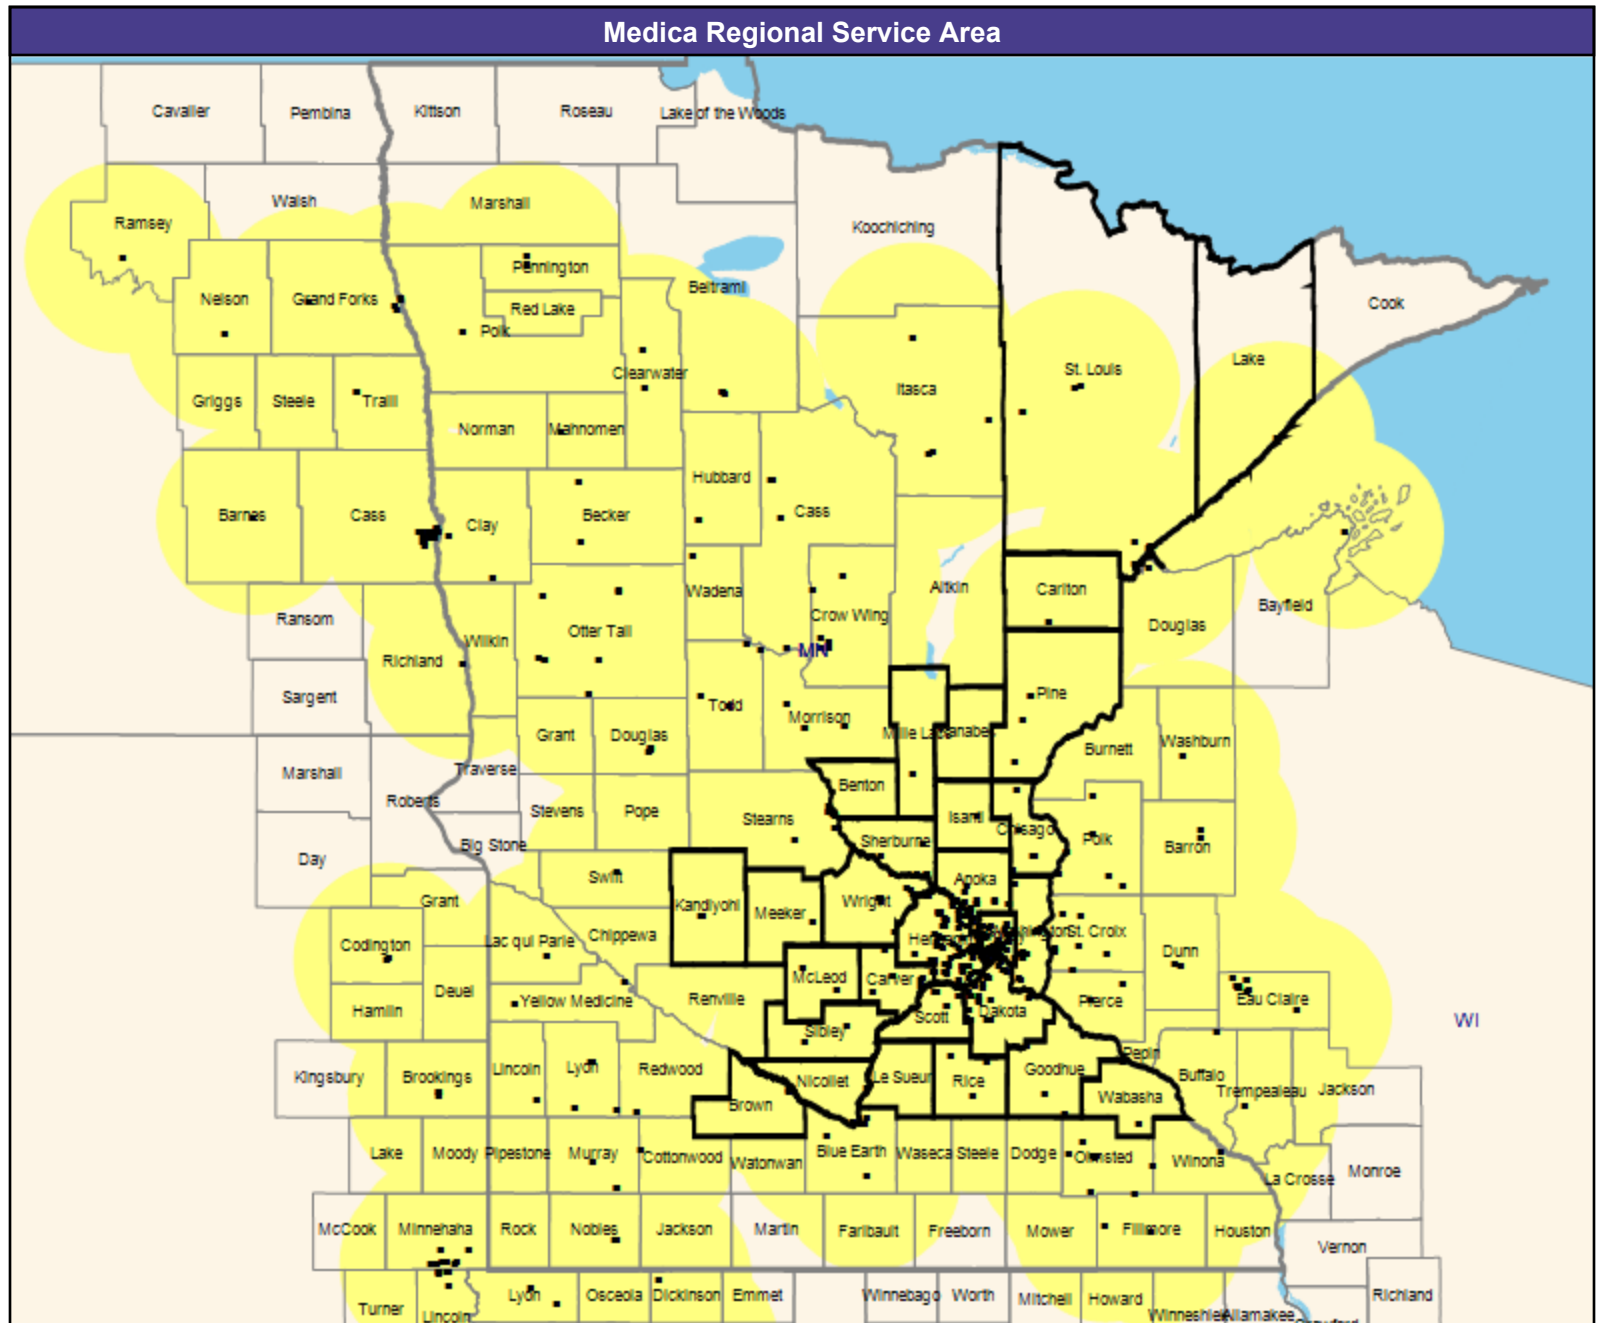 Medica Regional Service Area
Cavalier
Pembina
Kittson
Roseau
Lake of the Woods
Walsh
Marshall
Ramsey
Koochiching
Pennington
Beltrami
Nelson
Grand Forks
Red Lake
Cook
Polk
Lake
St. Louis
Clearwater
Itasca
Griggs
Steele
Traill
Norman
Mahnomen
Hubbard
Barnes
Cass
Clay
Becker
Cass
Aitkin
Carlton
Wadena
Bayfield
Crow Wing
Ransom
Douglas
Otter Tail
Wilkin
MN
Richland
Sargent
Pine
Todd
Morrison
Grant
Douglas
Mille
Burnett
Washburn
Marshall
Traverse
Benton
Roberts
Stevens
Pope
Stearns
Isanti
Chisago
Sherburne
Polk
Barron
Big Stone
Day
Swift
Anoka
Grant
Kandiyohi
Meeker
Wright
Codington
Lac qui Parle
Chippewa
St. Croix
Dunn
McLeod
Carver
Deuel
Yellow Medicine
Renville
Pierce
Eau Claire
Hamlin
Scott
Dakota
WI
Sibley
Pepin
Kingsbury
Brookings
Lincoln
Lyon
Redwood
Nicollet
Le Sueur
Rice
Goodhue
Buffalo
Trempealeau
Jackson
Brown
Wabasha
Lake
Moody
Pipestone
Murray
Cottonwood
Watonwan
Blue Earth
Waseca
Steele
Dodge
Olmsted
Winona
La Crosse
Monroe
McCook
Minnehaha
Rock
Nobles
Jackson
Martin
Faribault
Freeborn
Mower
Fillmore
Houston
Vernon
Turner
Lincoln
Lyon
Osceola
Dickinson
Emmet
Winnebago
Worth
Mitchell
Howard
Allamakee
Richland